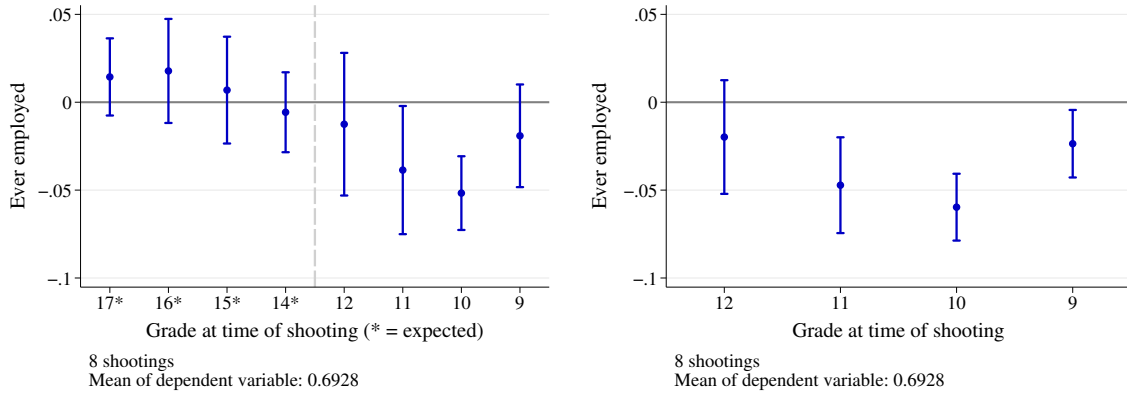 Ever employed
.05
0
−.05
−.1
17* 16* 15* 14* 12 11 10 9
Grade at time of shooting (* = expected)
8 shootings
Mean of dependent variable: 0.6928
Ever employed
.05
0
−.05
−.1
12 11 10 9
Grade at time of shooting
8 shootings
Mean of dependent variable: 0.6928